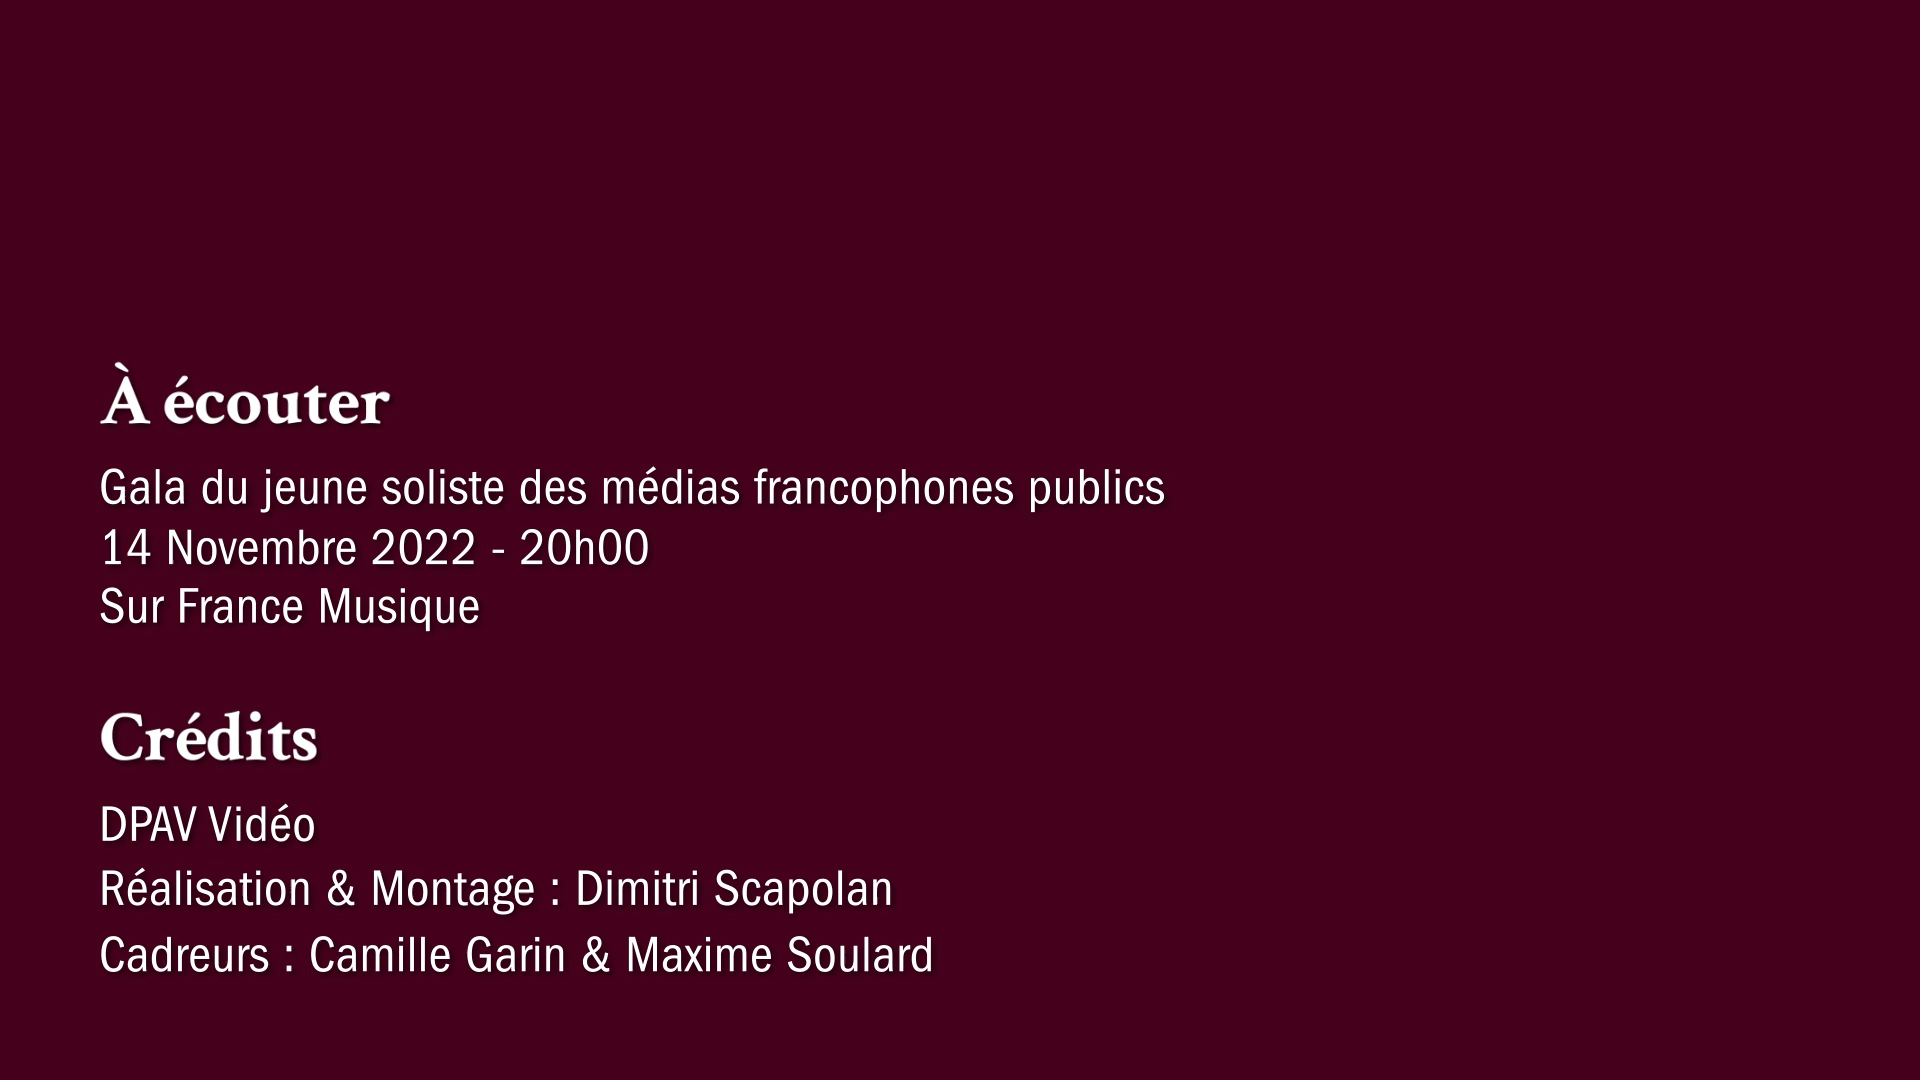 À écouter
Gala du jeune soliste des médias francophones publics
14 Novembre 2022 - 20h00
Sur France Musique
Crédits
DPAV Vidéo
Réalisation & Montage : Dimitri Scapolan
Cadreurs : Camille Garin & Maxime Soulard